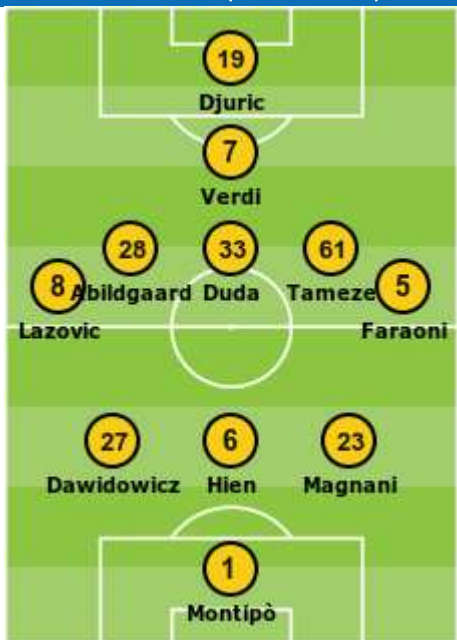 19
Djuric
7
Verdi
28 33 61
8 Abildgaard Duda Tameze 5
Lazovic Faraoni
27 6 23
Dawidowicz Hien Magnani
1
Montipò